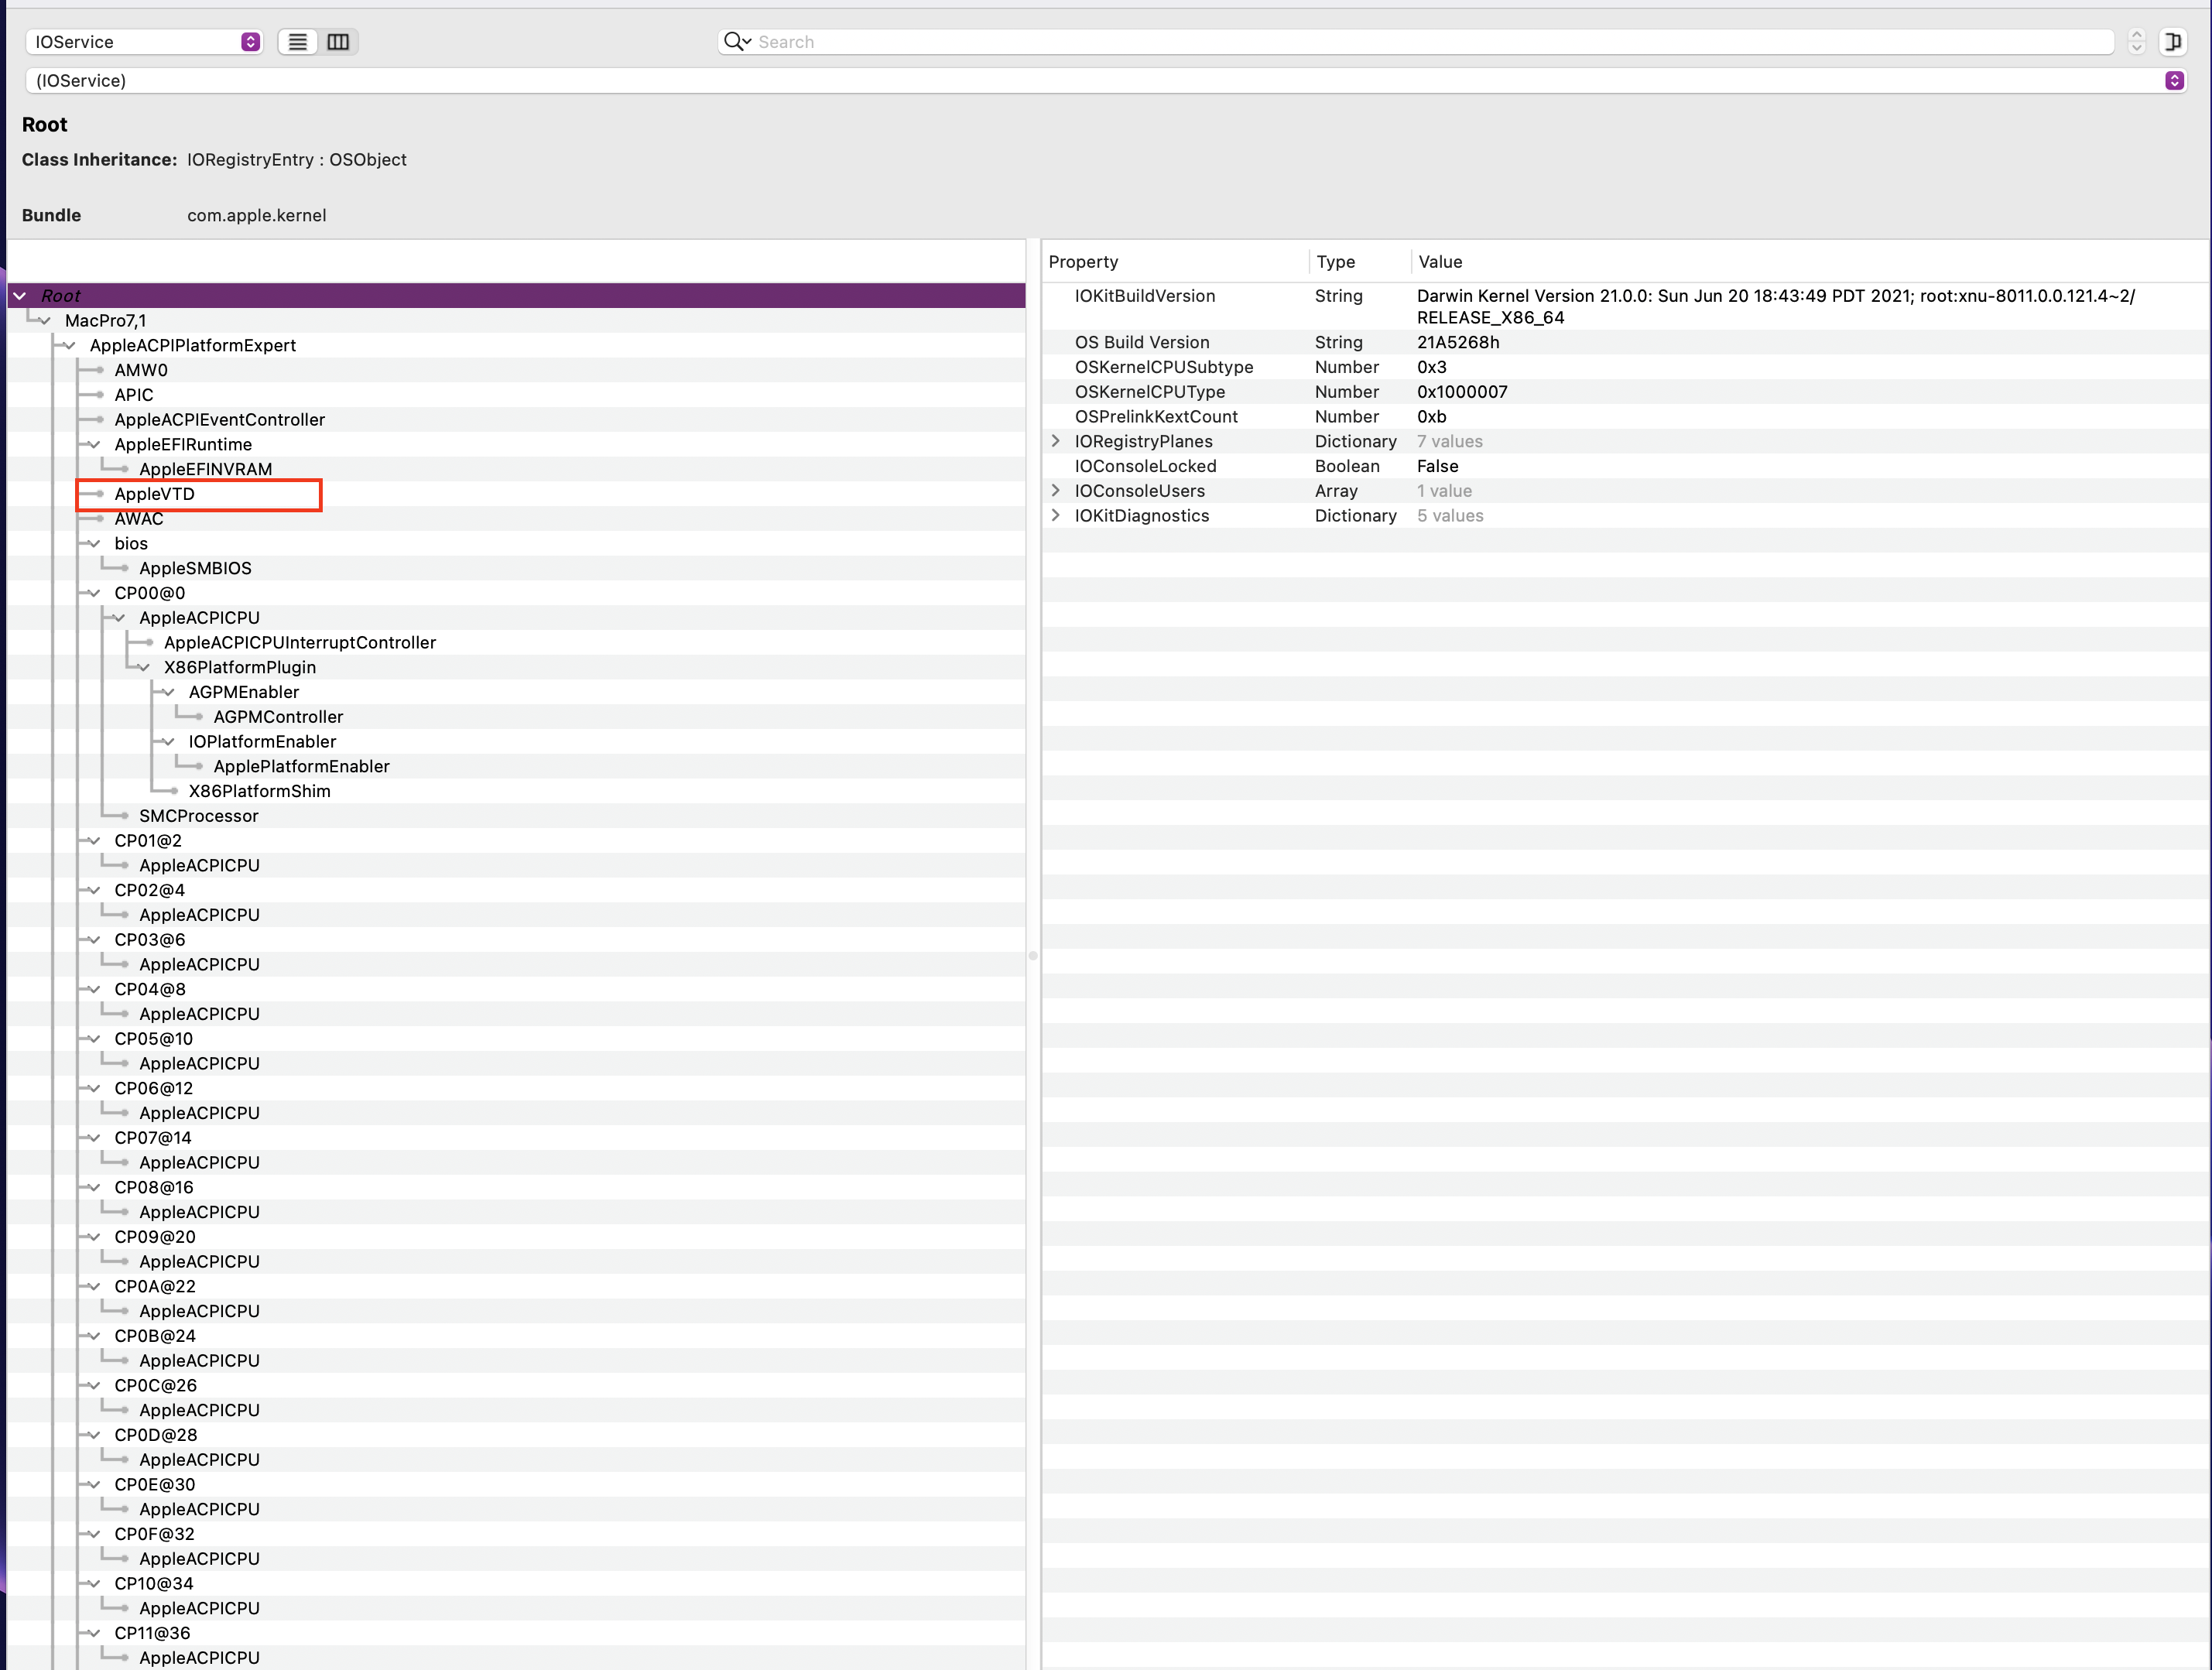 IOService
Search
(IOService)
Root
Class Inheritance: IORegistryEntry : OSObject
Bundle com.apple.kernel
Root
MacPro7,1
AppleACPIPlatformExpert
AMW0
APIC
AppleACPIEventController
AppleEFIRuntime
AppleEFINVRAM
AppleVTD
AWAC
bios
AppleSMBIOS
CP00@0
AppleACPICPU
AppleACPICPUInterruptController
X86PlatformPlugin
AGPMEnabler
AGPMController
IOPlatformEnabler
ApplePlatformEnabler
X86PlatformShim
SMCProcessor
CP01@2
AppleACPICPU
CP02@4
AppleACPICPU
CP03@6
AppleACPICPU
CP04@8
AppleACPICPU
CP05@10
AppleACPICPU
CP06@12
AppleACPICPU
CP07@14
AppleACPICPU
CP08@16
AppleACPICPU
CP09@20
AppleACPICPU
CP0A@22
AppleACPICPU
CP0B@24
AppleACPICPU
CP0C@26
AppleACPICPU
CP0D@28
AppleACPICPU
CP0E@30
AppleACPICPU
CP0F@32
AppleACPICPU
CP10@34
AppleACPICPU
CP11@36
AppleACPICPU
Property Type Value
IOKitBuildVersion String Darwin Kernel Version 21.0.0: Sun Jun 20 18:43:49 PDT 2021; root:xnu-8011.0.0.121.4~2/
RELEASE_X86_64
OS Build Version String 21A5268h
OSKernelCPUSubtype Number 0x3
OSKernelCPUType Number 0x1000007
OSPrelinkKextCount Number 0xb
IORegistryPlanes Dictionary 7 values
IOConsoleLocked Boolean False
IOConsoleUsers Array 1 value
IOKitDiagnostics Dictionary 5 values